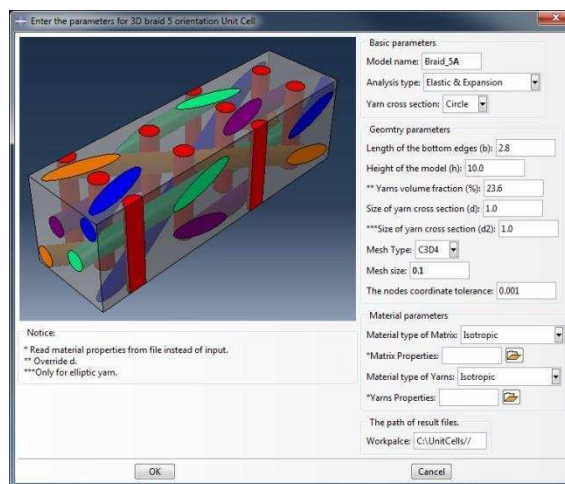 Enter the parameters for 3D braid 5 orientation Unit Cell
Basic parameters
Model name: Braid_5A
Analysis type: Elastic & Expansion
Yarn cross section: Circle
Geomtry parameters
Length of the bottom edges (b): 2.8
Height of the model (h): 10.0
** Yarns volume fraction (%): 23.6
Size of yarn cross section (d): 1.0
***Size of yarn cross section (d2): 1.0
Mesh Type: C3D4
Mesh size: 0.1
The nodes coordinate tolerance: 0.001
Material parameters
Material type of Matrix: Isotropic
*Matrix Properties:
Material type of Yarns: Isotropic
*Yarns Properties:
The path of result files.
Workpalce: C:\UnitCells//
Notice:
* Read material properties from file instead of input.
** Override d.
***Only for elliptic yarn.
OK
Cancel